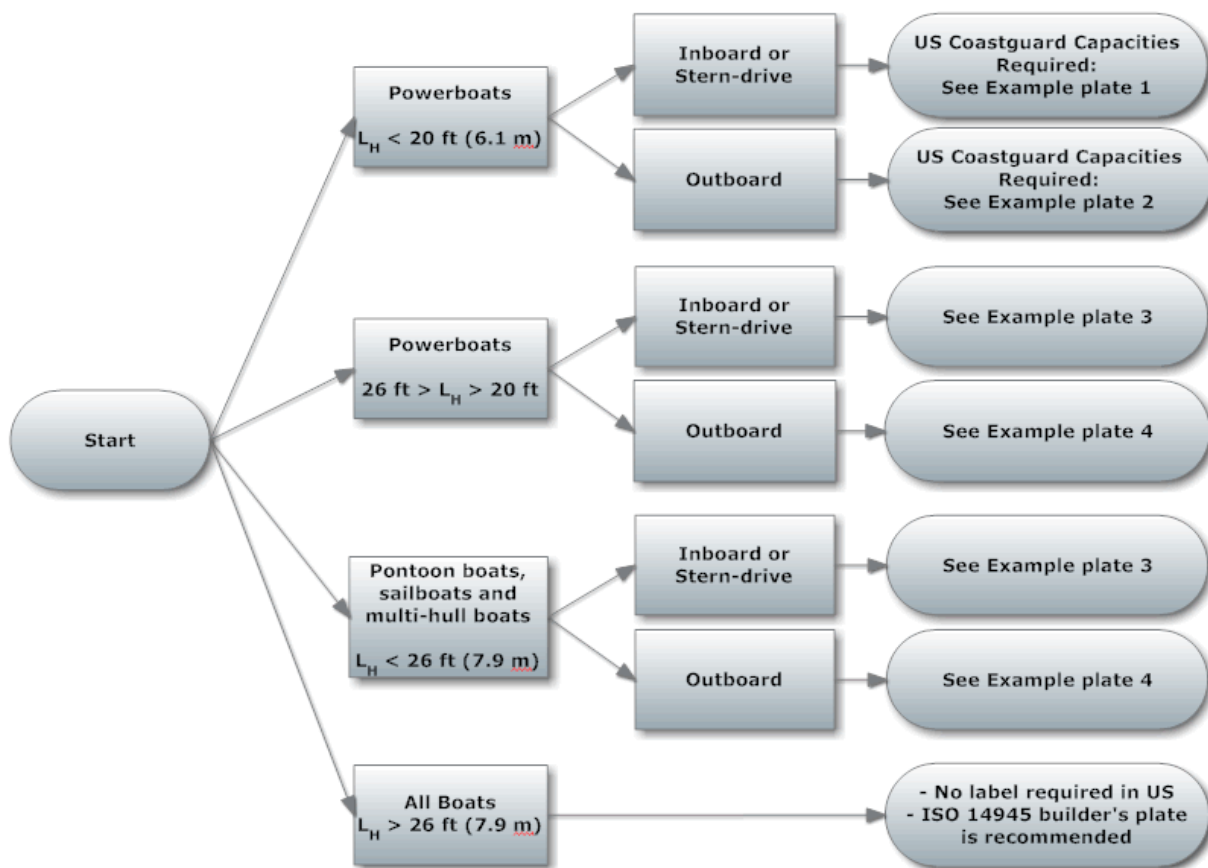 Start
Powerboats
L_H < 20 ft (6.1 m)
Inboard or
Stern-drive
US Coastguard Capacities
Required:
See Example plate 1
Outboard
US Coastguard Capacities
Required:
See Example plate 2
Powerboats
26 ft > L_H > 20 ft
Inboard or
Stern-drive
See Example plate 3
Outboard
See Example plate 4
Pontoon boats,
sailboats and
multi-hull boats
L_H < 26 ft (7.9 m)
Inboard or
Stern-drive
See Example plate 3
Outboard
See Example plate 4
All Boats
L_H > 26 ft (7.9 m)
- No label required in US
- ISO 14945 builder's plate
is recommended